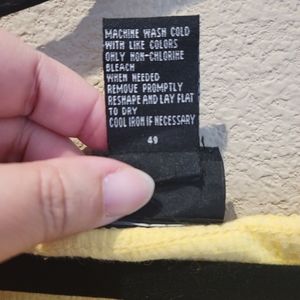 MACHINE WASH COLD
WITH LIKE COLORS
ONLY NON-CHLORINE
BLEACH
WHEN NEEDED
REMOVE PROMPTLY
RESHAPE AND LAY FLAT
TO DRY
COOL IRON IF NECESSARY
49